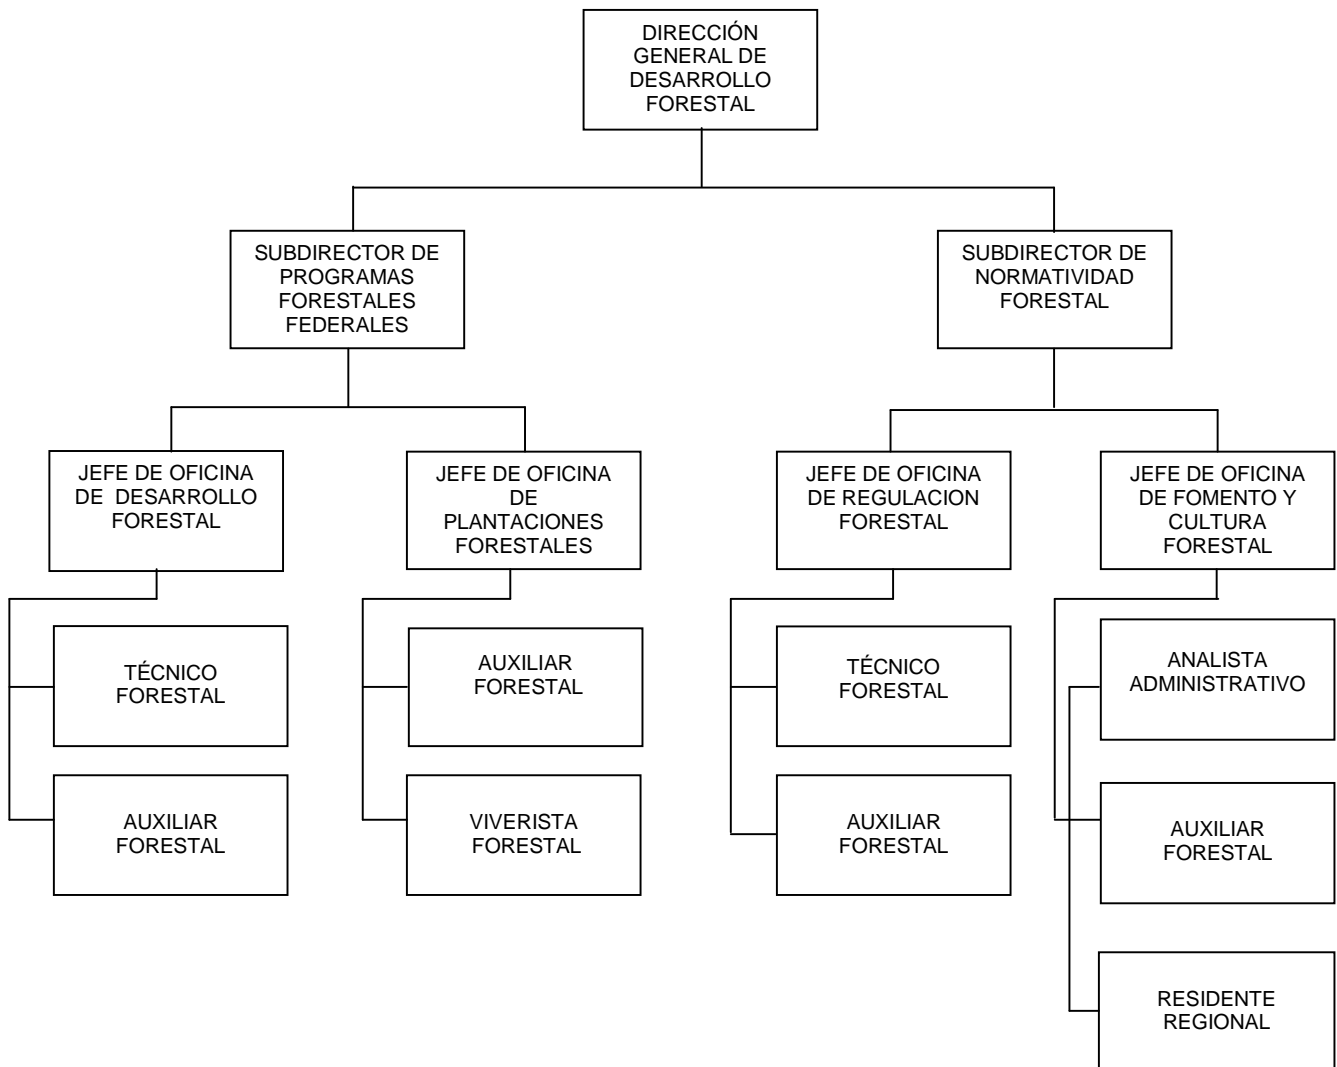 DIRECCIÓN
GENERAL DE
DESARROLLO
FORESTAL
SUBDIRECTOR DE
PROGRAMAS
FORESTALES
FEDERALES
SUBDIRECTOR DE
NORMATIVIDAD
FORESTAL
JEFE DE OFICINA
DE DESARROLLO
FORESTAL
JEFE DE OFICINA
DE
PLANTACIONES
FORESTALES
JEFE DE OFICINA
DE REGULACION
FORESTAL
JEFE DE OFICINA
DE FOMENTO Y
CULTURA
FORESTAL
TÉCNICO
FORESTAL
AUXILIAR
FORESTAL
TÉCNICO
FORESTAL
ANALISTA
ADMINISTRATIVO
AUXILIAR
FORESTAL
VIVERISTA
FORESTAL
AUXILIAR
FORESTAL
AUXILIAR
FORESTAL
RESIDENTE
REGIONAL